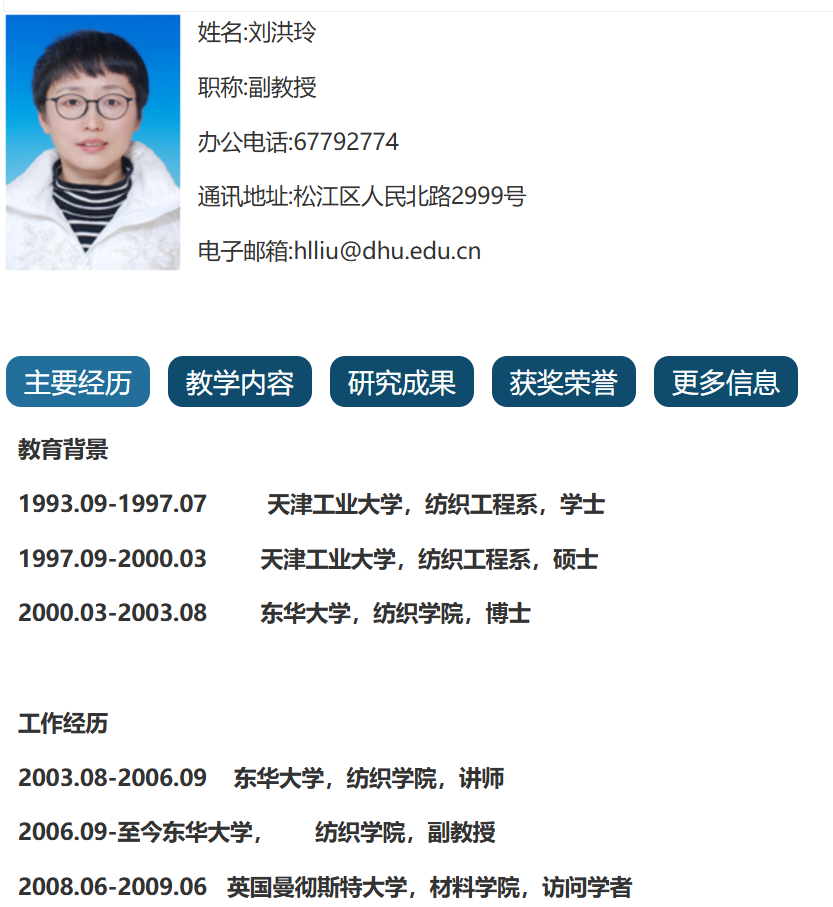 姓名:刘洪玲
职称:副教授
办公电话:67792774
通讯地址:松江区人民北路2999号
电子邮箱:hlliu@dhu.edu.cn
主要经历 教学内容 研究成果 获奖荣誉 更多信息
教育背景
1993.09-1997.07 天津工业大学，纺织工程系，学士
1997.09-2000.03 天津工业大学，纺织工程系，硕士
2000.03-2003.08 东华大学，纺织学院，博士
工作经历
2003.08-2006.09 东华大学，纺织学院，讲师
2006.09-至今东华大学， 纺织学院，副教授
2008.06-2009.06 英国曼彻斯特大学，材料学院，访问学者